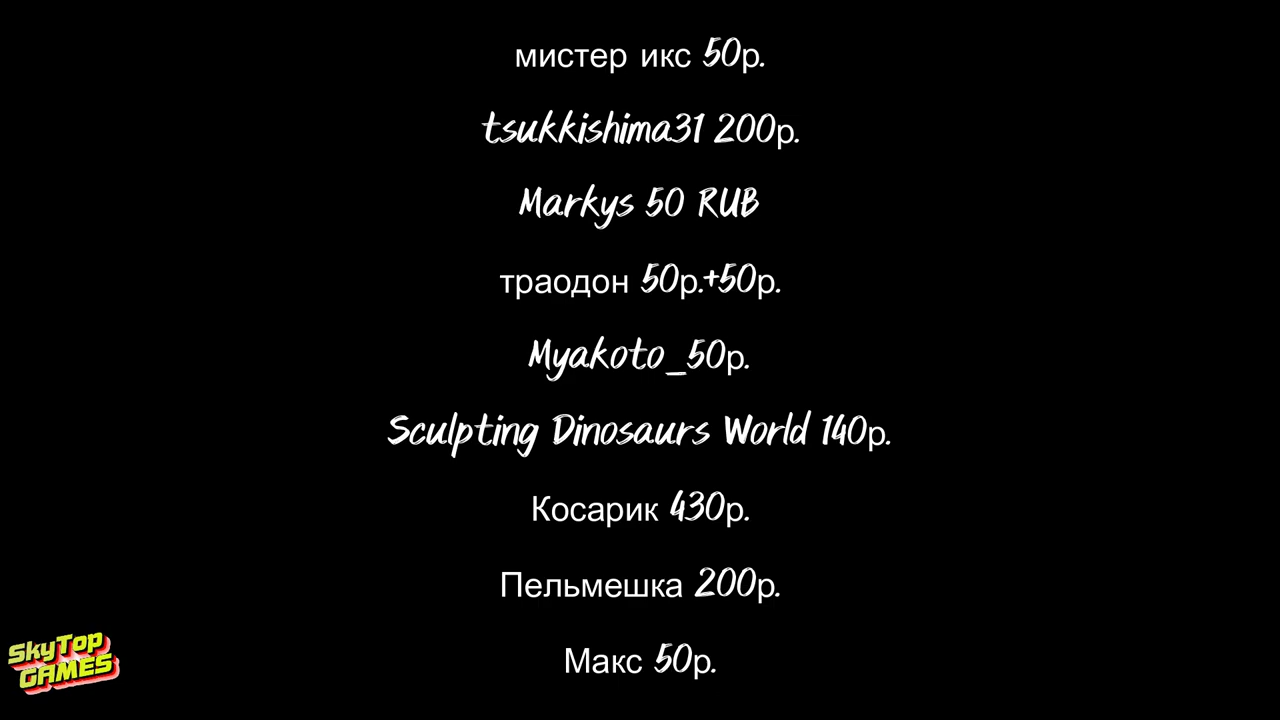 мистер икс 50р.
tsukkishima31 200р.
Markys 50 RUB
траодон 50р.+50р.
Myakoto_50р.
Sculpting Dinosaurs World 140р.
Косарик 430р.
Пельмешка 200р.
Макс 50р.
SkyTop
GAMES